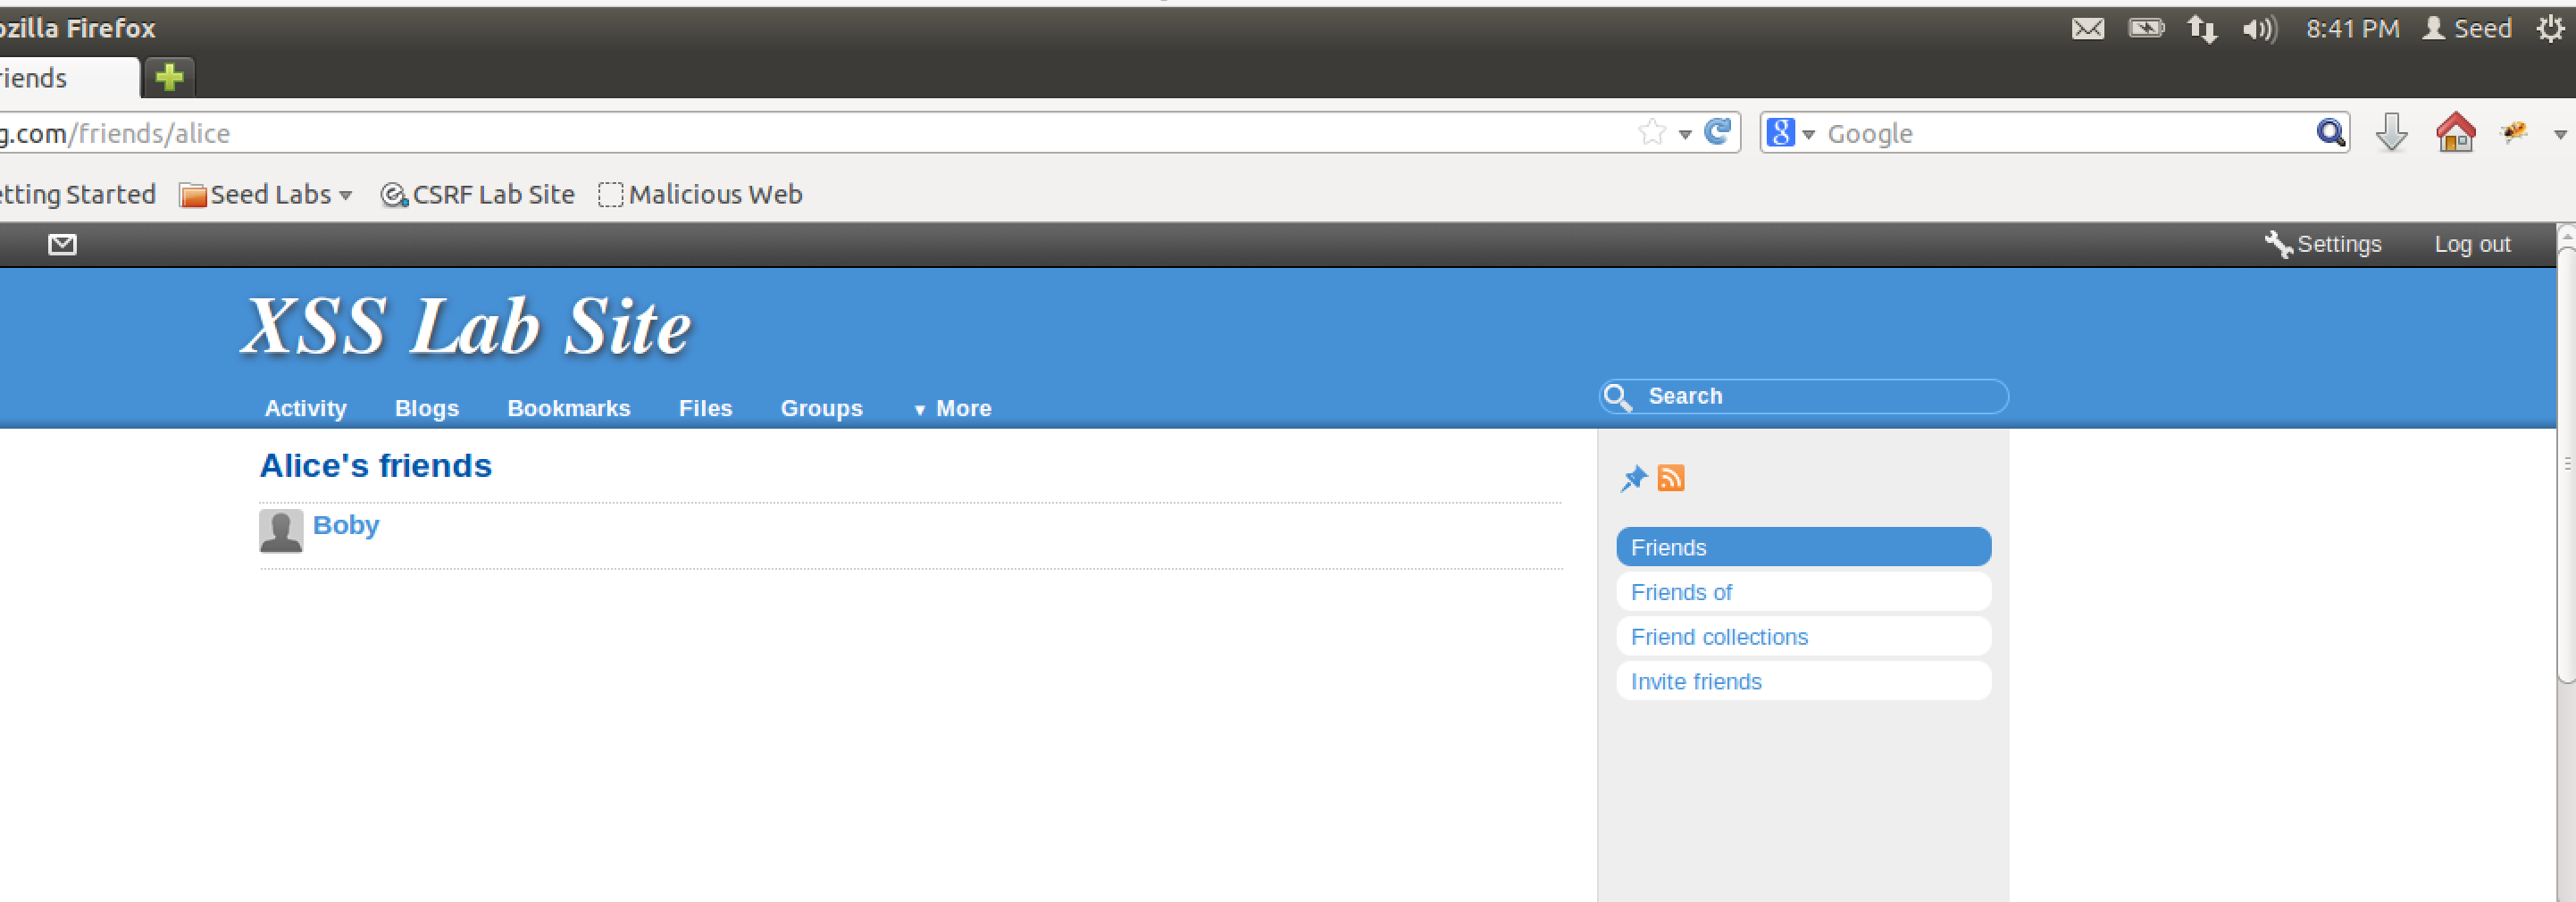 ozilla Firefox
8:41 PM Seed
riends
g.com/friends/alice
Google
etting Started Seed Labs CSRF Lab Site Malicious Web
Settings Log out
XSS Lab Site
Activity Blogs Bookmarks Files Groups More
Search
Alice's friends
Boby
Friends
Friends of
Friend collections
Invite friends